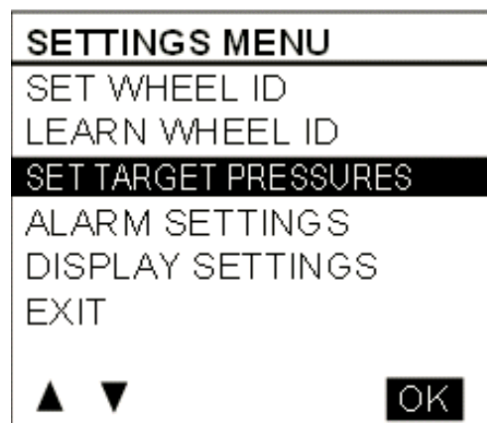 SETTINGS MENU
SET WHEEL ID
LEARN WHEEL ID
SET TARGET PRESSURES
ALARM SETTINGS
DISPLAY SETTINGS
EXIT
▲ ▼ OK